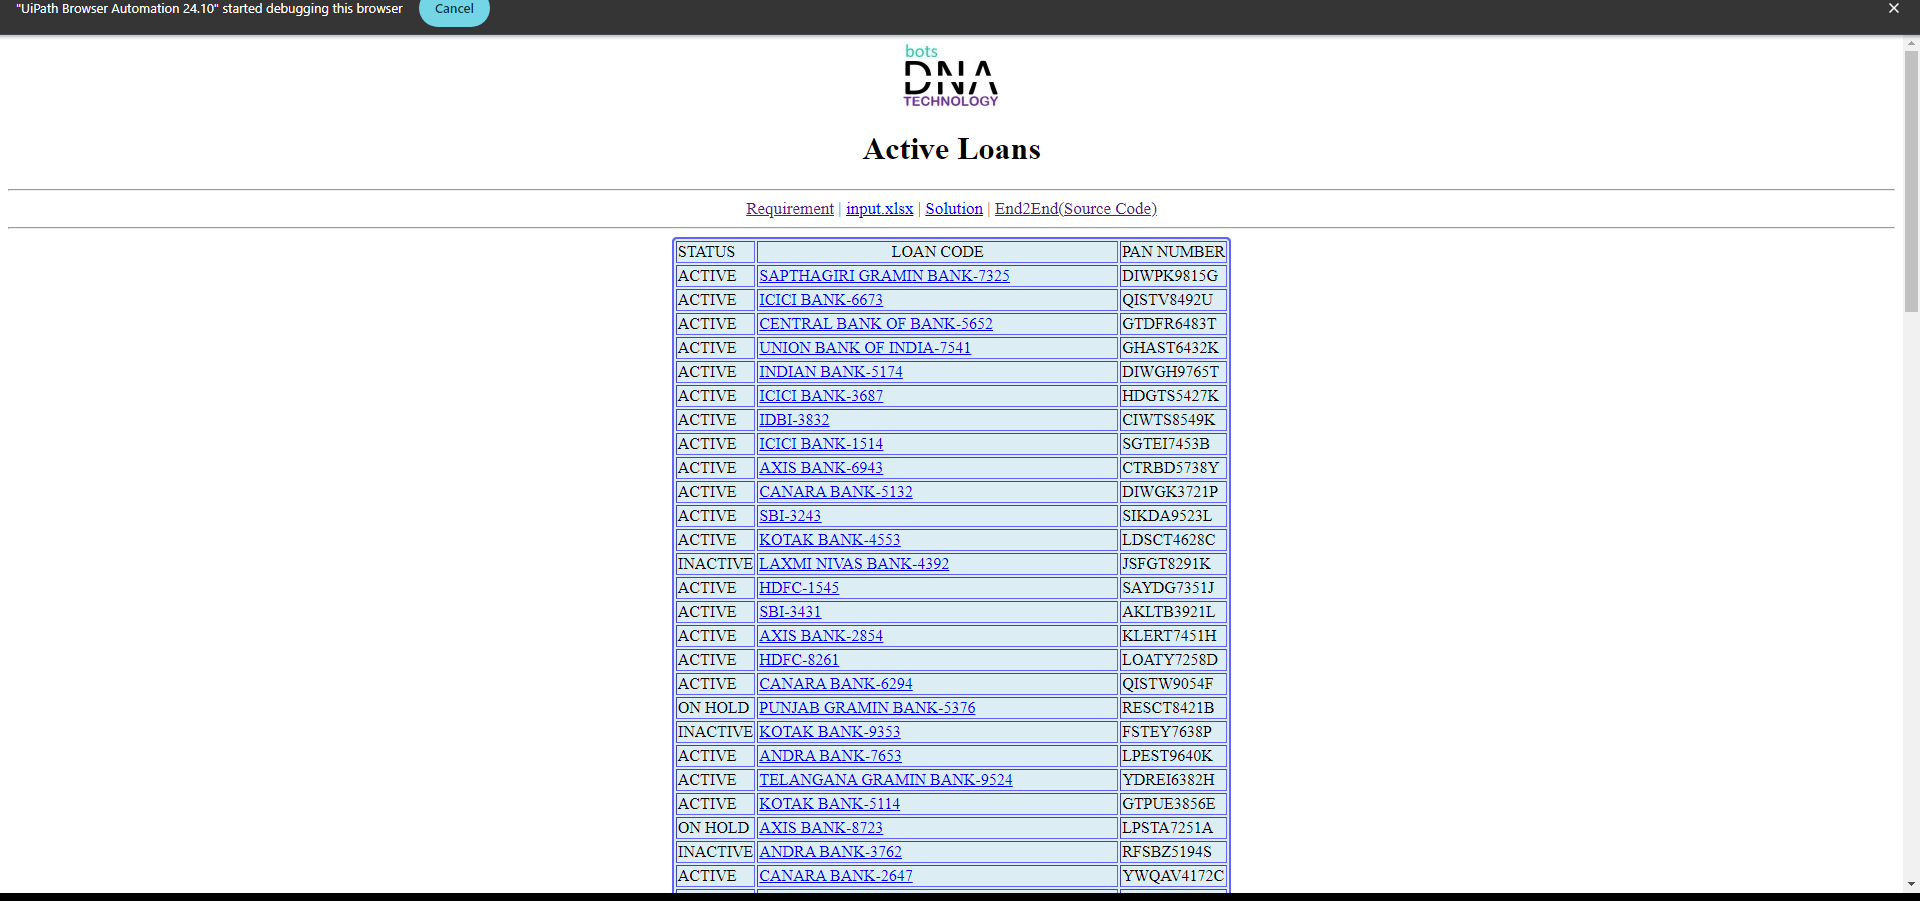 "UiPath Browser Automation 24.10" started debugging this browser Cancel
bots
DNA
TECHNOLOGY
Active Loans
Requirement | input.xlsx | Solution | End2End(Source Code)
STATUS LOAN CODE PAN NUMBER
ACTIVE SAPTHAGIRI GRAMIN BANK-7325 DIWPK9815G
ACTIVE ICICI BANK-6673 QISTV8492U
ACTIVE CENTRAL BANK OF BANK-5652 GTDFR6483T
ACTIVE UNION BANK OF INDIA-7541 GHAST6432K
ACTIVE INDIAN BANK-5174 DIWGH9765T
ACTIVE ICICI BANK-3687 HDGTS5427K
ACTIVE IDBI-3832 CIWTS8549K
ACTIVE ICICI BANK-1514 SGTEI7453B
ACTIVE AXIS BANK-6943 CTRBD5738Y
ACTIVE CANARA BANK-5132 DIWGK3721P
ACTIVE SBI-3243 SIKDA9523L
ACTIVE KOTAK BANK-4553 LDSCT4628C
INACTIVE LAXMI NIVAS BANK-4392 JSFGT8291K
ACTIVE HDFC-1545 SAYDG7351J
ACTIVE SBI-3431 AKLTB3921L
ACTIVE AXIS BANK-2854 KLERT7451H
ACTIVE HDFC-8261 LOATY7258D
ACTIVE CANARA BANK-6294 QISTW9054F
ON HOLD PUNJAB GRAMIN BANK-5376 RESCT8421B
INACTIVE KOTAK BANK-9353 FSTEY7638P
ACTIVE ANDRA BANK-7653 LPEST9640K
ACTIVE TELANGANA GRAMIN BANK-9524 YDREI6382H
ACTIVE KOTAK BANK-5114 GTPUE3856E
ON HOLD AXIS BANK-8723 LPSTA7251A
INACTIVE ANDRA BANK-3762 RFSBZ5194S
ACTIVE CANARA BANK-2647 YWQAV4172C